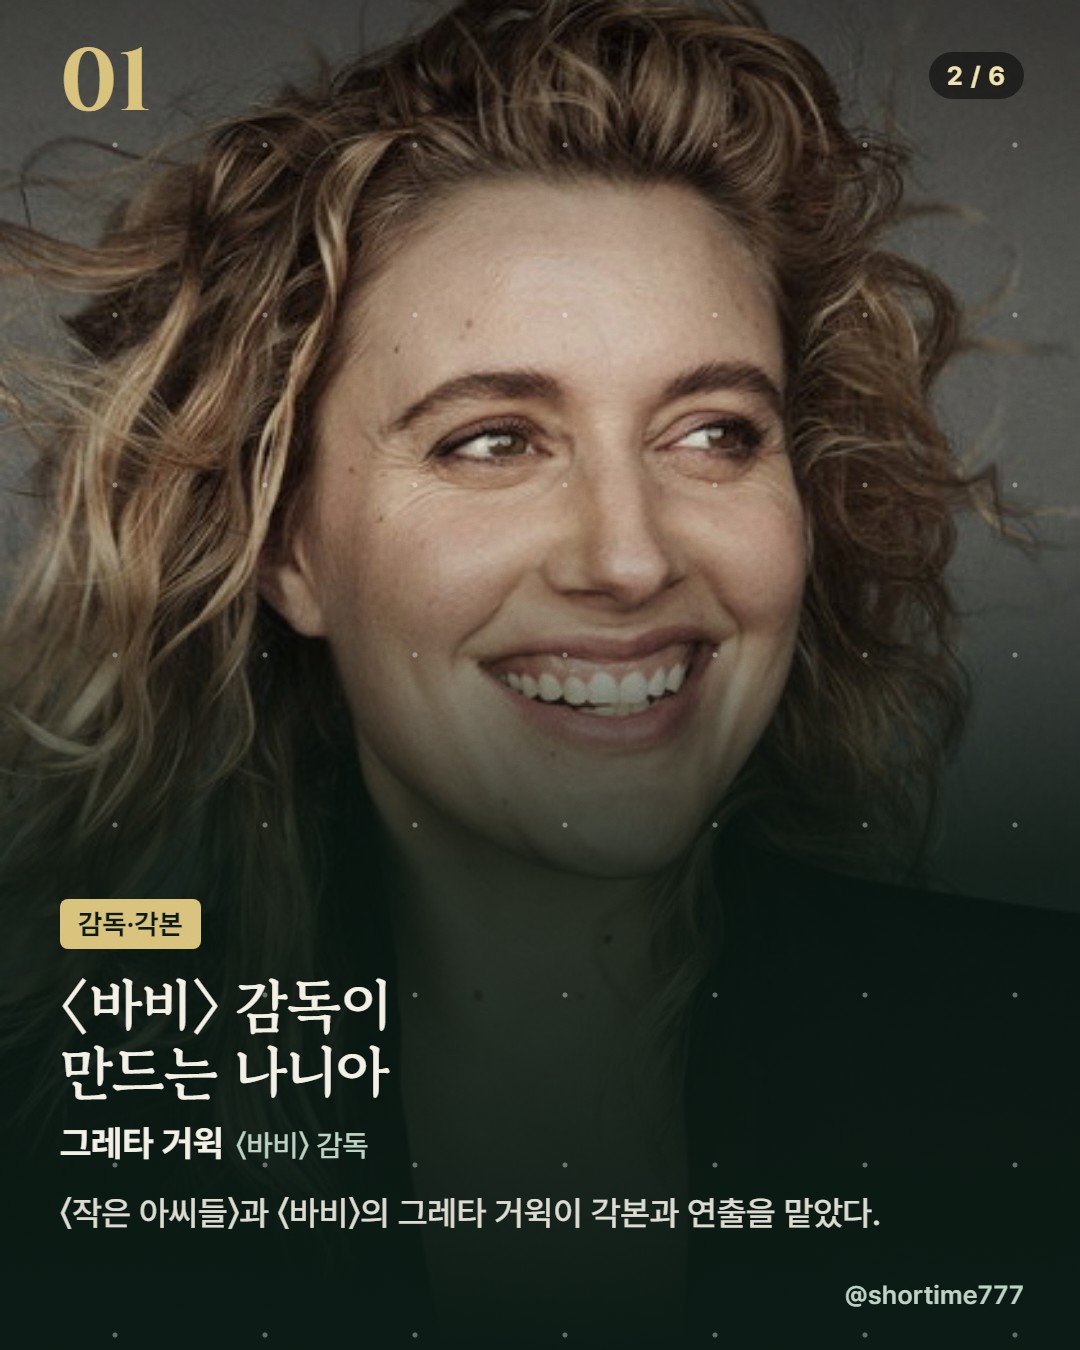 01
2 / 6
감독·각본
〈바비〉 감독이
만드는 나니아
그레타 거윅 〈바비〉 감독
〈작은 아씨들〉과 〈바비〉의 그레타 거윅이 각본과 연출을 맡았다.
@shortime777